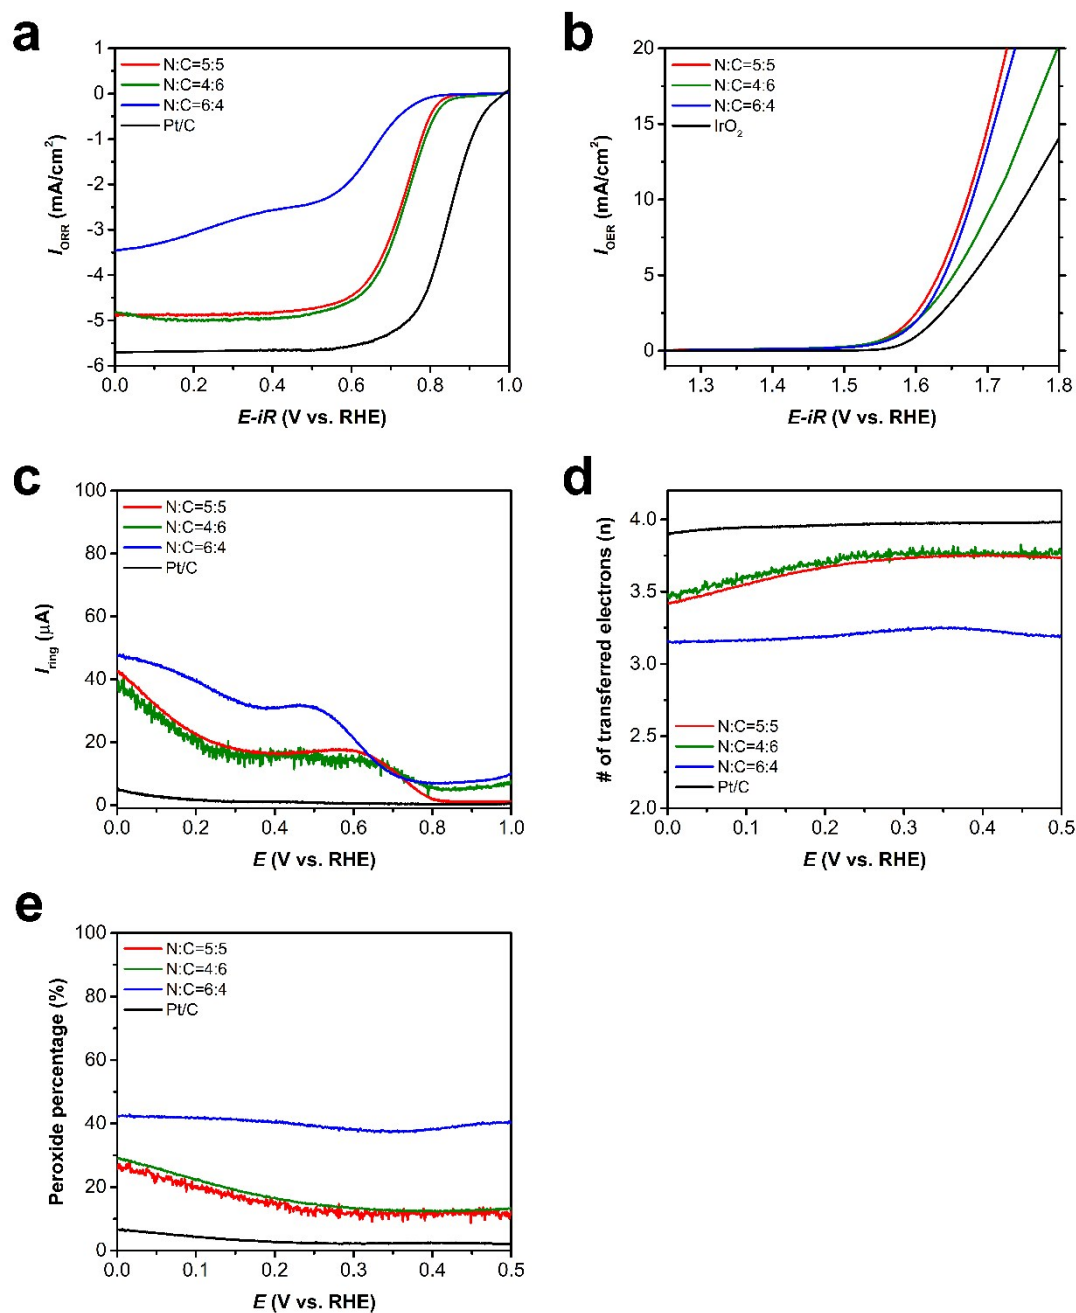 a
1
0
-1
-2
-3
-4
-5
-6
N:C=5:5
N:C=4:6
N:C=6:4
Pt/C
I_ORR (mA/cm²)
0.0 0.2 0.4 0.6 0.8 1.0
E-iR (V vs. RHE)
b
20
15
10
5
0
N:C=5:5
N:C=4:6
N:C=6:4
IrO₂
I_OER (mA/cm²)
1.3 1.4 1.5 1.6 1.7 1.8
E-iR (V vs. RHE)
c
100
80
60
40
20
0
N:C=5:5
N:C=4:6
N:C=6:4
Pt/C
I_ring (μA)
0.0 0.2 0.4 0.6 0.8 1.0
E (V vs. RHE)
d
4.0
3.5
3.0
2.5
2.0
# of transferred electrons (n)
N:C=5:5
N:C=4:6
N:C=6:4
Pt/C
0.0 0.1 0.2 0.3 0.4 0.5
E (V vs. RHE)
e
100
80
60
40
20
0
N:C=5:5
N:C=4:6
N:C=6:4
Pt/C
Peroxide percentage (%)
0.0 0.1 0.2 0.3 0.4 0.5
E (V vs. RHE)